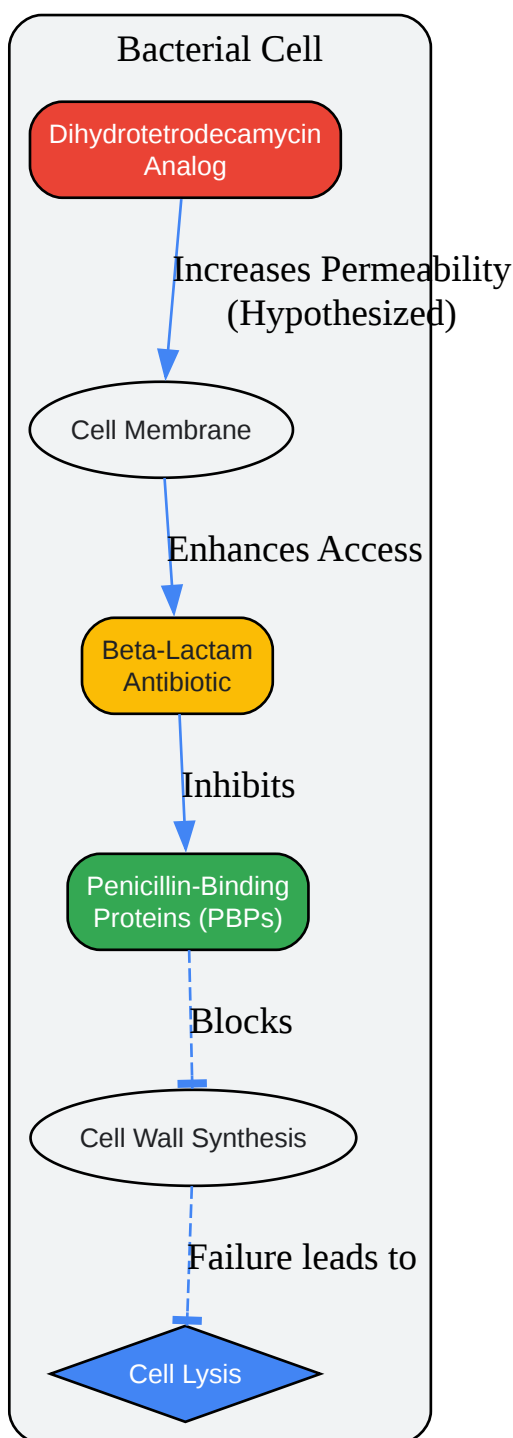 Bacterial Cell
Dihydrotetrodecamycin
Analog
Increases Permeability
(Hypothesized)
Cell Membrane
Enhances Access
Beta-Lactam
Antibiotic
Inhibits
Penicillin-Binding
Proteins (PBPs)
Blocks
Cell Wall Synthesis
Failure leads to
Cell Lysis